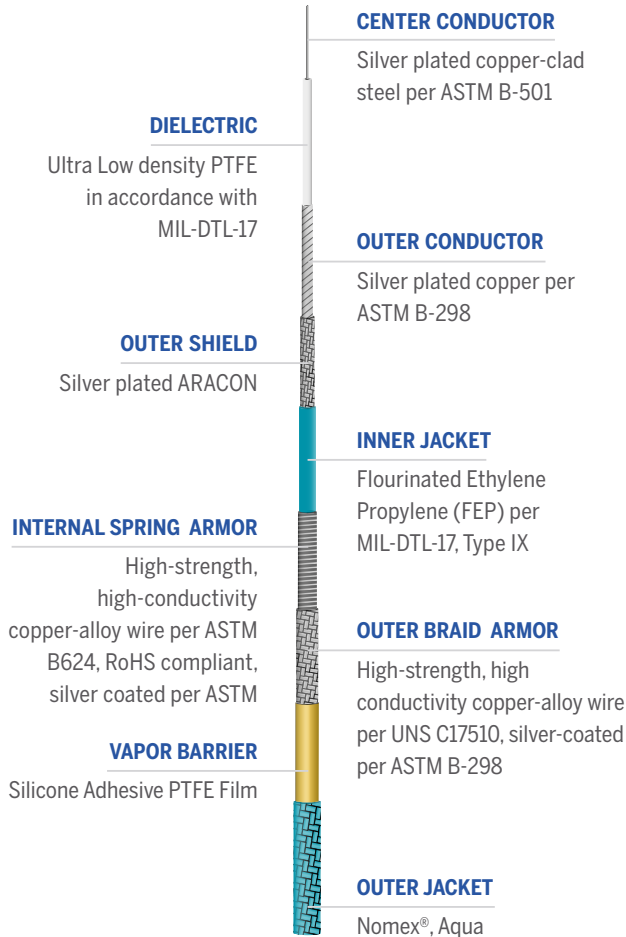 CENTER CONDUCTOR
Silver plated copper-clad
steel per ASTM B-501
DIELECTRIC
Ultra Low density PTFE
in accordance with
MIL-DTL-17
OUTER CONDUCTOR
Silver plated copper per
ASTM B-298
OUTER SHIELD
Silver plated ARACON
INNER JACKET
Flourinated Ethylene
Propylene (FEP) per
MIL-DTL-17, Type IX
INTERNAL SPRING ARMOR
High-strength,
high-conductivity
copper-alloy wire per ASTM
B624, RoHS compliant,
silver coated per ASTM
OUTER BRAID ARMOR
High-strength, high
conductivity copper-alloy wire
per UNS C17510, silver-coated
per ASTM B-298
VAPOR BARRIER
Silicone Adhesive PTFE Film
OUTER JACKET
Nomex®, Aqua